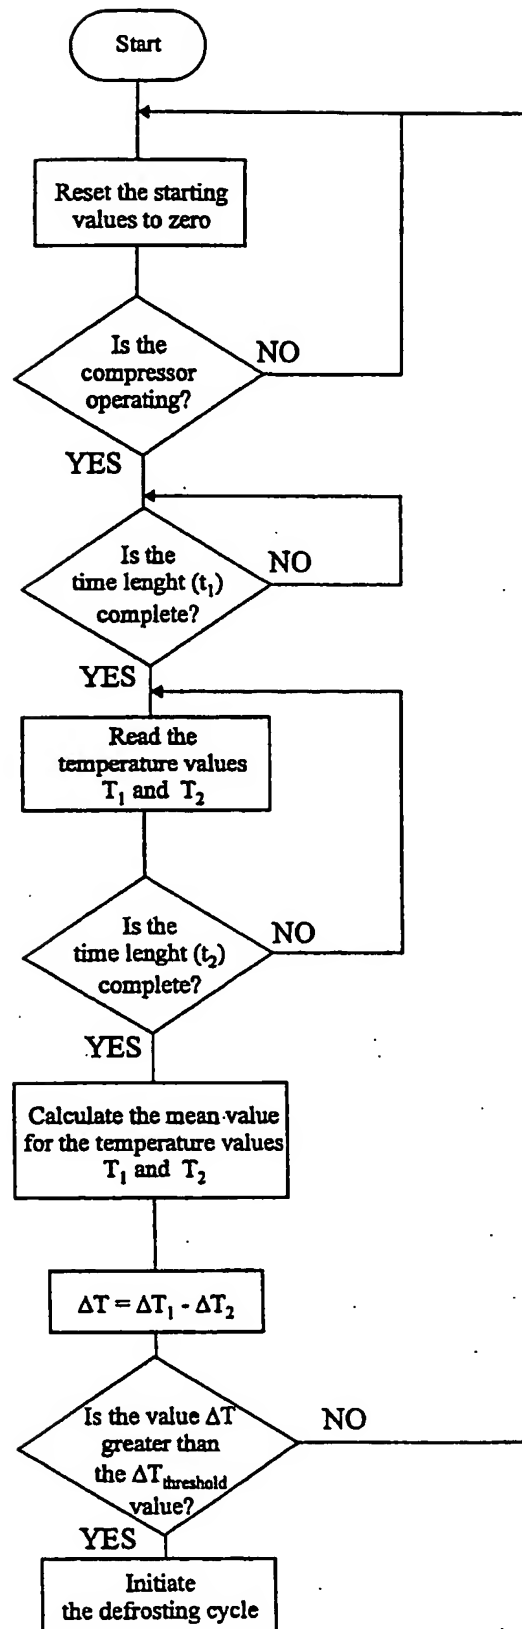 Start
Reset the starting
values to zero
Is the
compressor
operating?
NO
YES
Is the
time lenght (t₁)
complete?
NO
YES
Read the
temperature values
T₁ and T₂
Is the
time lenght (t₂)
complete?
NO
YES
Calculate the mean value
for the temperature values
T₁ and T₂
ΔT = ΔT₁ - ΔT₂
Is the value ΔT
greater than
the ΔTthreshold
value?
NO
YES
Initiate
the defrosting cycle